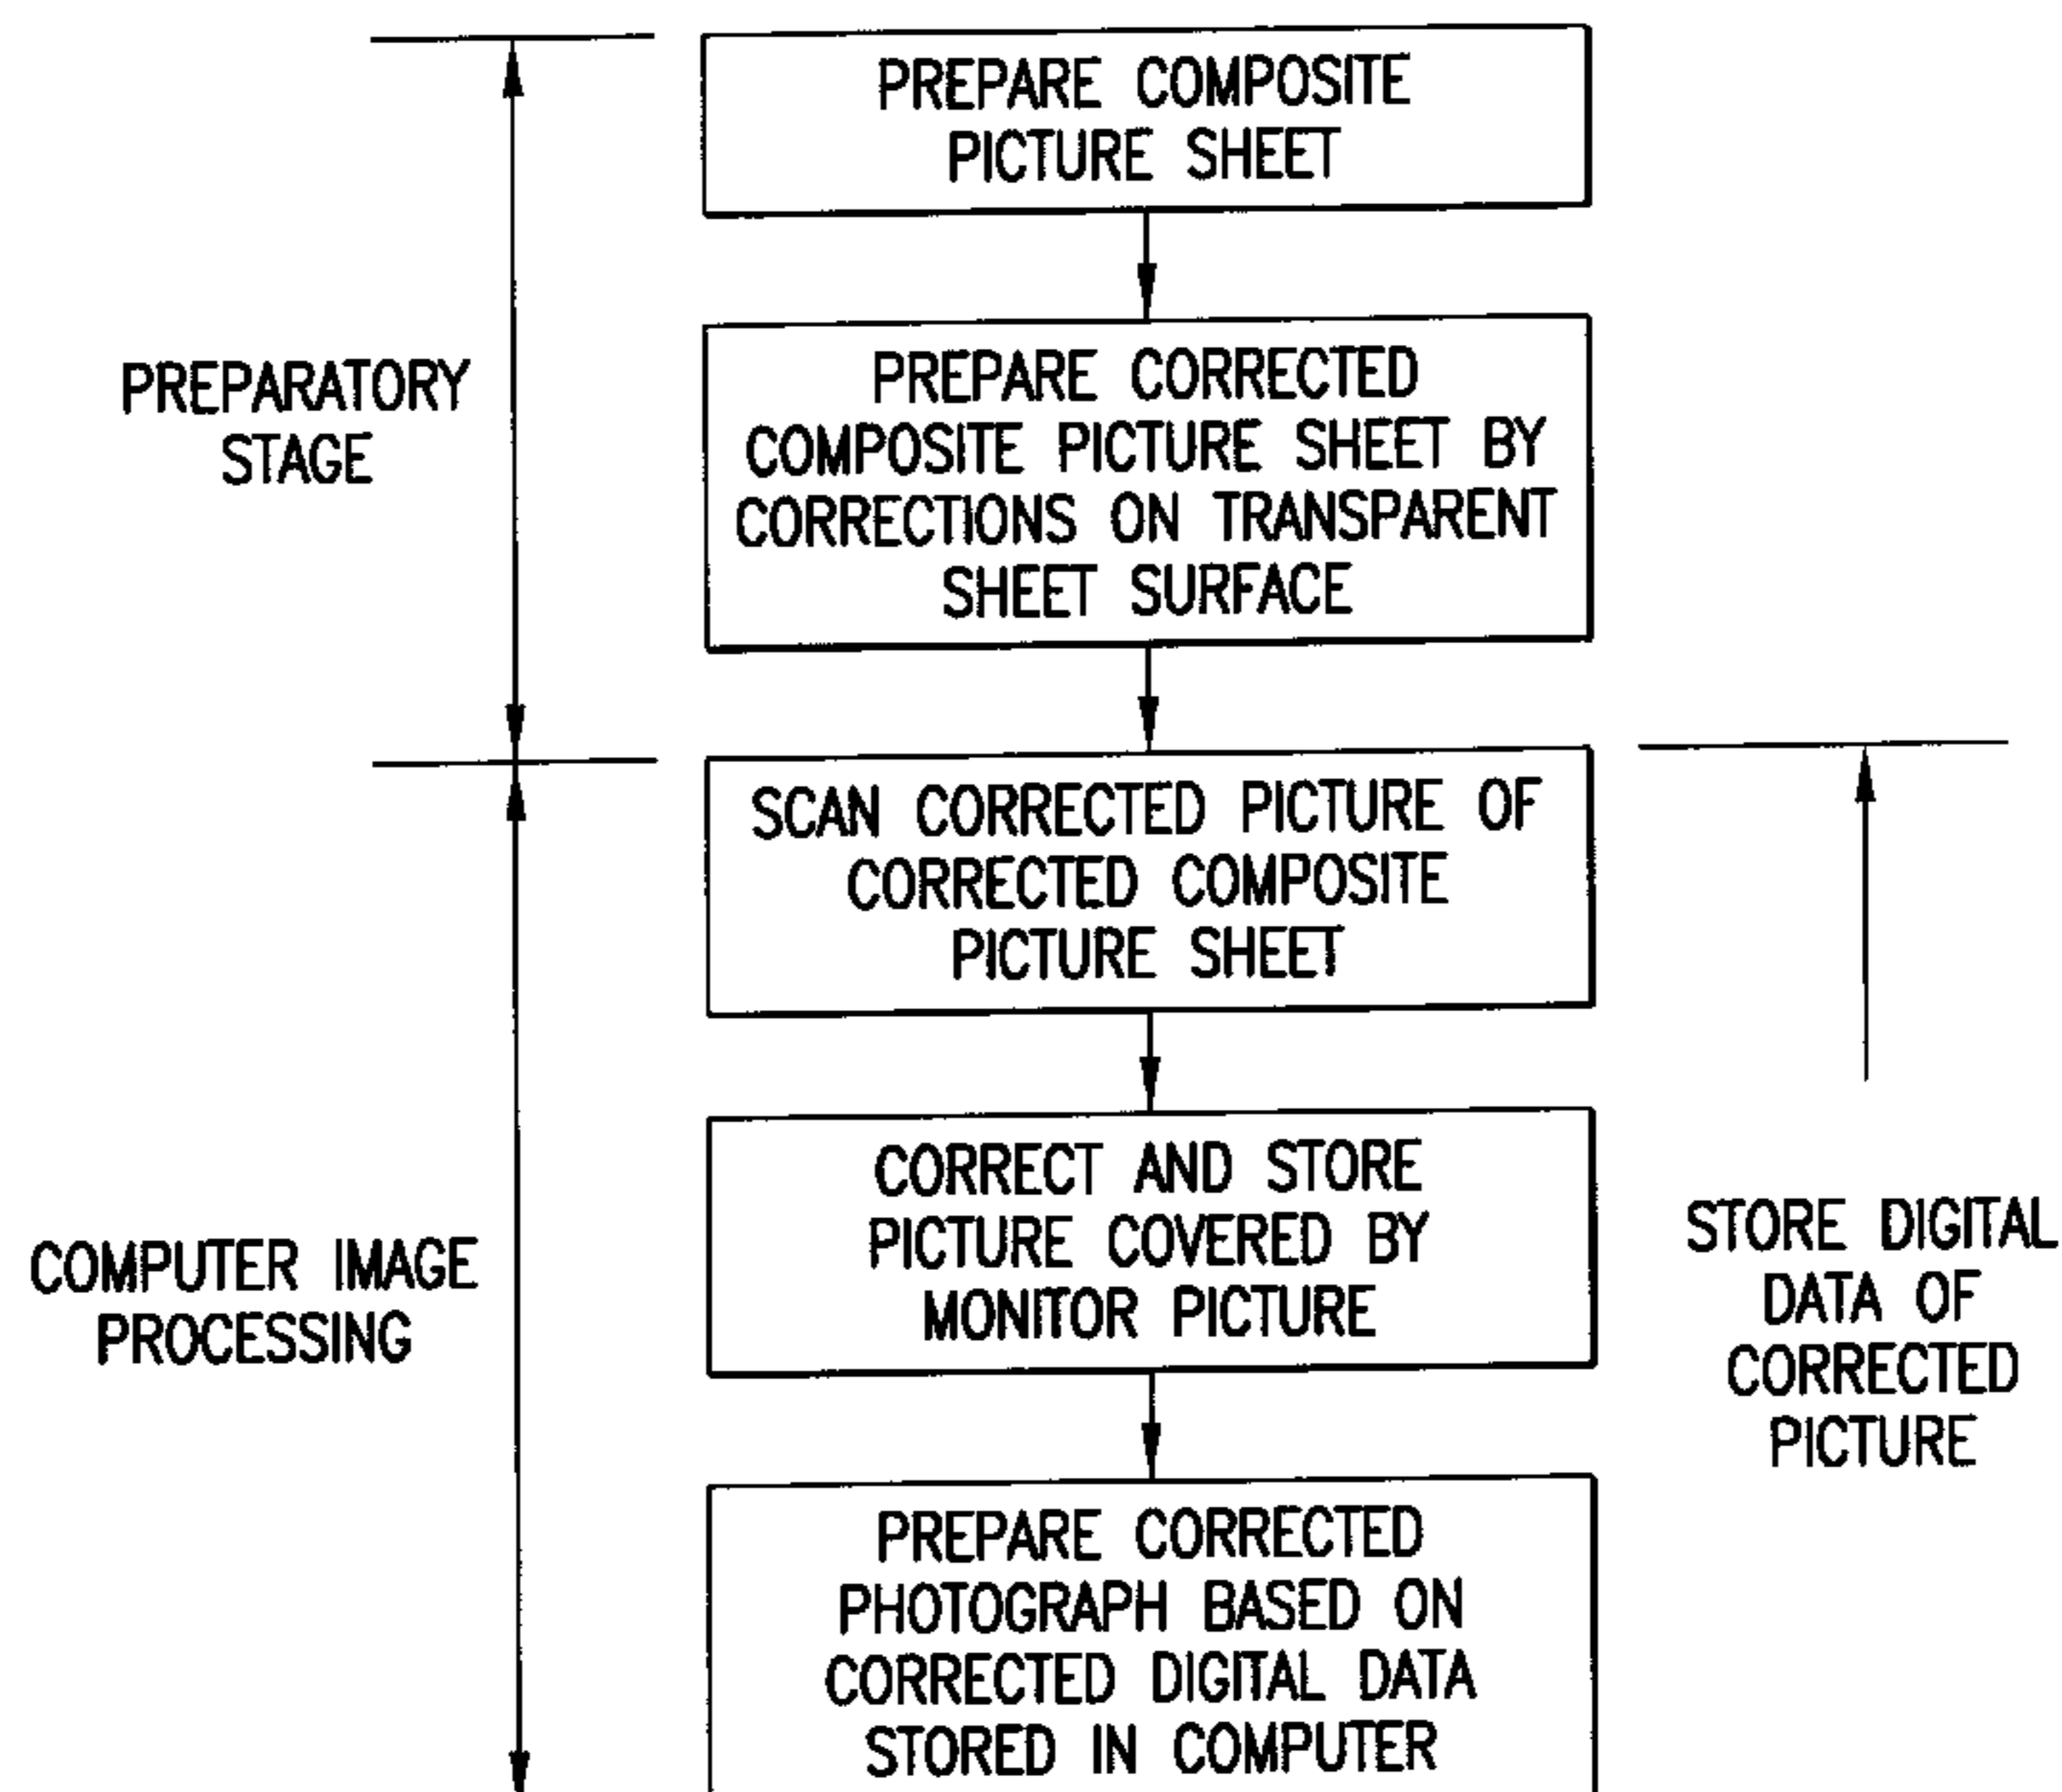 PREPARE COMPOSITE
PICTURE SHEET
PREPARATORY
STAGE
PREPARE CORRECTED
COMPOSITE PICTURE SHEET BY
CORRECTIONS ON TRANSPARENT
SHEET SURFACE
SCAN CORRECTED PICTURE OF
CORRECTED COMPOSITE
PICTURE SHEET
COMPUTER IMAGE
PROCESSING
CORRECT AND STORE
PICTURE COVERED BY
MONITOR PICTURE
STORE DIGITAL
DATA OF
CORRECTED
PICTURE
PREPARE CORRECTED
PHOTOGRAPH BASED ON
CORRECTED DIGITAL DATA
STORED IN COMPUTER